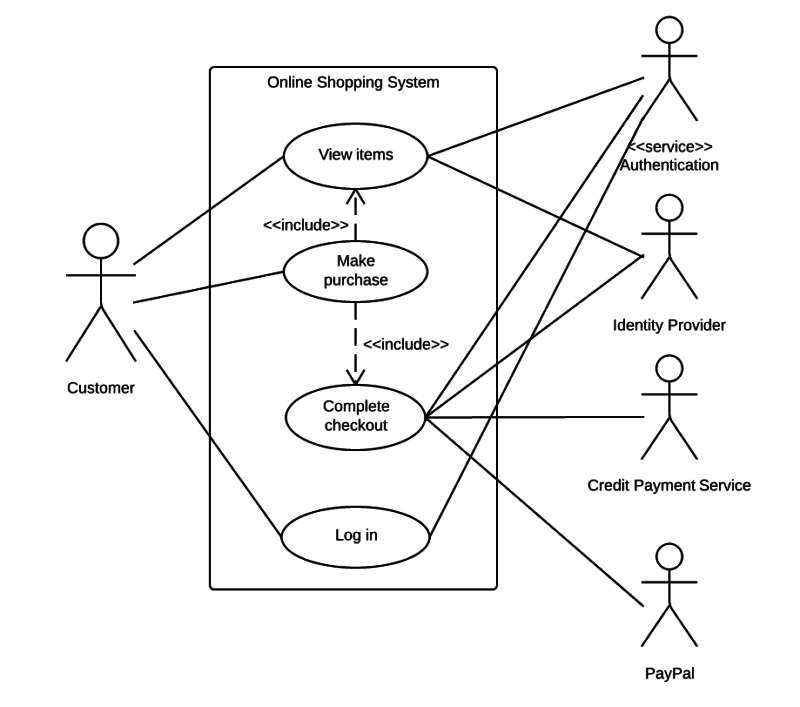 Online Shopping System
View items
<<include>>
Make
purchase
<<include>>
Complete
checkout
Log in
Customer
<<service>>
Authentication
Identity Provider
Credit Payment Service
PayPal